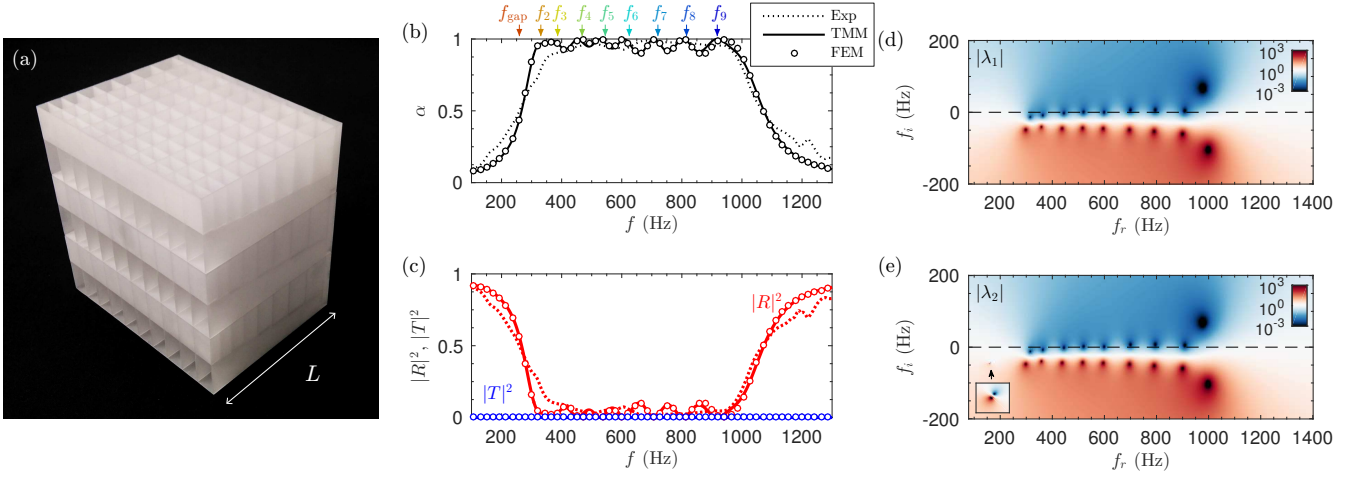 (a)
L
(b)
f_gap f_2 f_3 f_4 f_5 f_6 f_7 f_8 f_9
Exp
TMM
FEM
1
0.5
1
α
200 400 600 800 1000 1200
f (Hz)
(c)
1
0.5
0
|R|², |T|²
|R|²
|T|²
200 400 600 800 1000 1200
f (Hz)
(d)
|λ₁|
10³
10⁰
10⁻³
200
0
-200
f_i (Hz)
200 400 600 800 1000 1200 1400
f_r (Hz)
(e)
|λ₂|
10³
10⁰
10⁻³
200
0
-200
f_i (Hz)
200 400 600 800 1000 1200 1400
f_r (Hz)